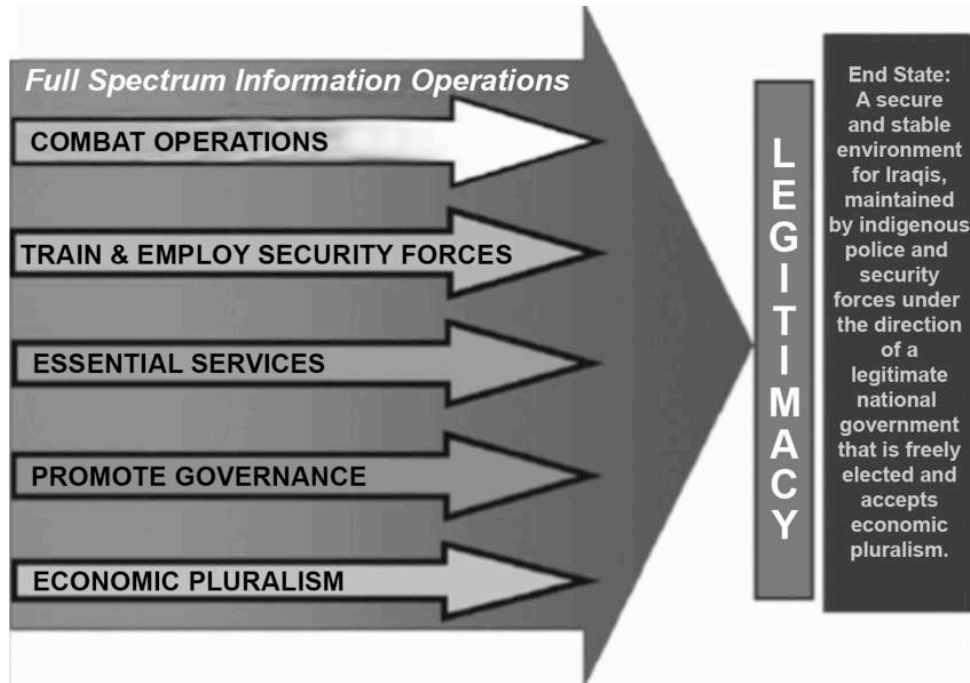 Full Spectrum Information Operations
COMBAT OPERATIONS
TRAIN & EMPLOY SECURITY FORCES
ESSENTIAL SERVICES
PROMOTE GOVERNANCE
ECONOMIC PLURALISM
LEGITIMACY
End State:
A secure
and stable
environment
for Iraqis,
maintained
by indigenous
police and
security
forces under
the direction
of a
legitimate
national
government
that is freely
elected and
accepts
economic
pluralism.